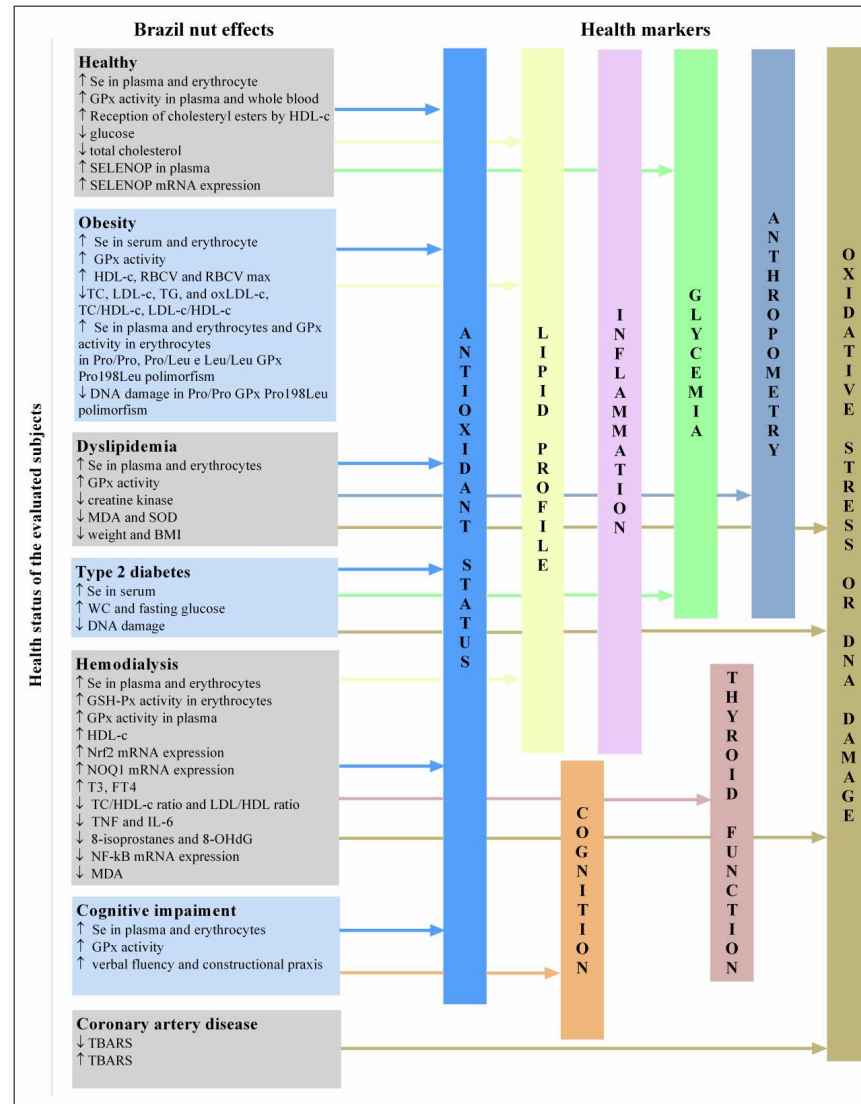 Brazil nut effects
Health markers
Health status of the evaluated subjects
Healthy
↑ Se in plasma and erythrocyte
↑ GPx activity in plasma and whole blood
↑ Reception of cholesteryl esters by HDL-c
↓ glucose
↓ total cholesterol
↑ SELENOP in plasma
↑ SELENOP mRNA expression
Obesity
↑ Se in serum and erythrocyte
↑ GPx activity
↑ HDL-c, RBCV and RBCV max
↓TC, LDL-c, TG, and oxLDL-c,
TC/HDL-c, LDL-c/HDL-c
↑ Se in plasma and erythrocytes and GPx
activity in erythrocytes
in Pro/Pro, Pro/Leu e Leu/Leu GPx
Pro198Leu polimorfism
↓ DNA damage in Pro/Pro GPx Pro198Leu
polimorfism
Dyslipidemia
↑ Se in plasma and erythrocytes
↑ GPx activity
↓ creatine kinase
↓ MDA and SOD
↓ weight and BMI
Type 2 diabetes
↑ Se in serum
↑ WC and fasting glucose
↓ DNA damage
Hemodialysis
↑ Se in plasma and erythrocytes
↑ GSH-Px activity in erythrocytes
↑ GPx activity in plasma
↑ HDL-c
↑ Nrf2 mRNA expression
↑ NOQ1 mRNA expression
↑ T3, FT4
↓ TC/HDL-c ratio and LDL/HDL ratio
↓ TNF and IL-6
↓ 8-isoprostanes and 8-OHdG
↓ NF-kB mRNA expression
↓ MDA
Cognitive impaiment
↑ Se in plasma and erythrocytes
↑ GPx activity
↑ verbal fluency and constructional praxis
Coronary artery disease
↓ TBARS
↑ TBARS
ANTIOXIDANT STATUS
LIPID PROFILE
INFLAMMATION
GLYCEMIA
ANTHROPOMETRY
OXIDATIVE STRESS OR DNA DAMAGE
COGNITION
THYROID FUNCTION